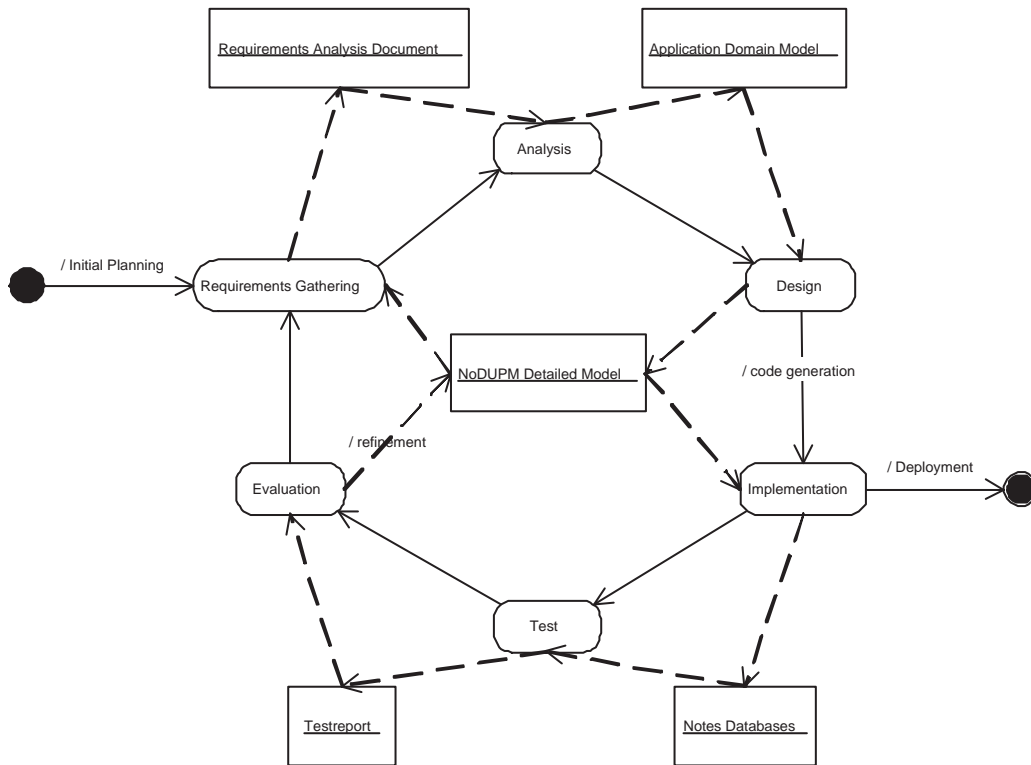 Requirements Analysis Document
Application Domain Model
Analysis
/ Initial Planning
Requirements Gathering
Design
NoDUPM Detailed Model
/ code generation
/ refinement
Evaluation
Implementation
/ Deployment
Test
Testreport
Notes Databases